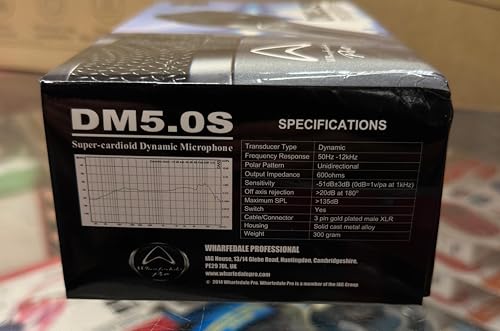 Wharfedale
Pro
DM5.0S
Super-cardioid Dynamic Microphone
SPECIFICATIONS
Transducer Type Dynamic
Frequency Response 50Hz -12kHz
Polar Pattern Unidirectional
Output Impedance 600ohms
Sensitivity -51dB±3dB (0dB=1v/pa at 1kHz)
Off axis rejection >20dB at 180°
Maximum SPL >135dB
Switch Yes
Cable/Connector 3 pin gold plated male XLR
Housing Solid cast metal alloy
Weight 300 gram
Wharfedale
Pro
WHARFEDALE PROFESSIONAL
IAG House, 13/14 Glebe Road, Huntingdon, Cambridgeshire,
PE29 7DL, UK
www.wharfedalepro.com
© 2014 Wharfedale Pro. Wharfedale Pro is a member of the IAG Group